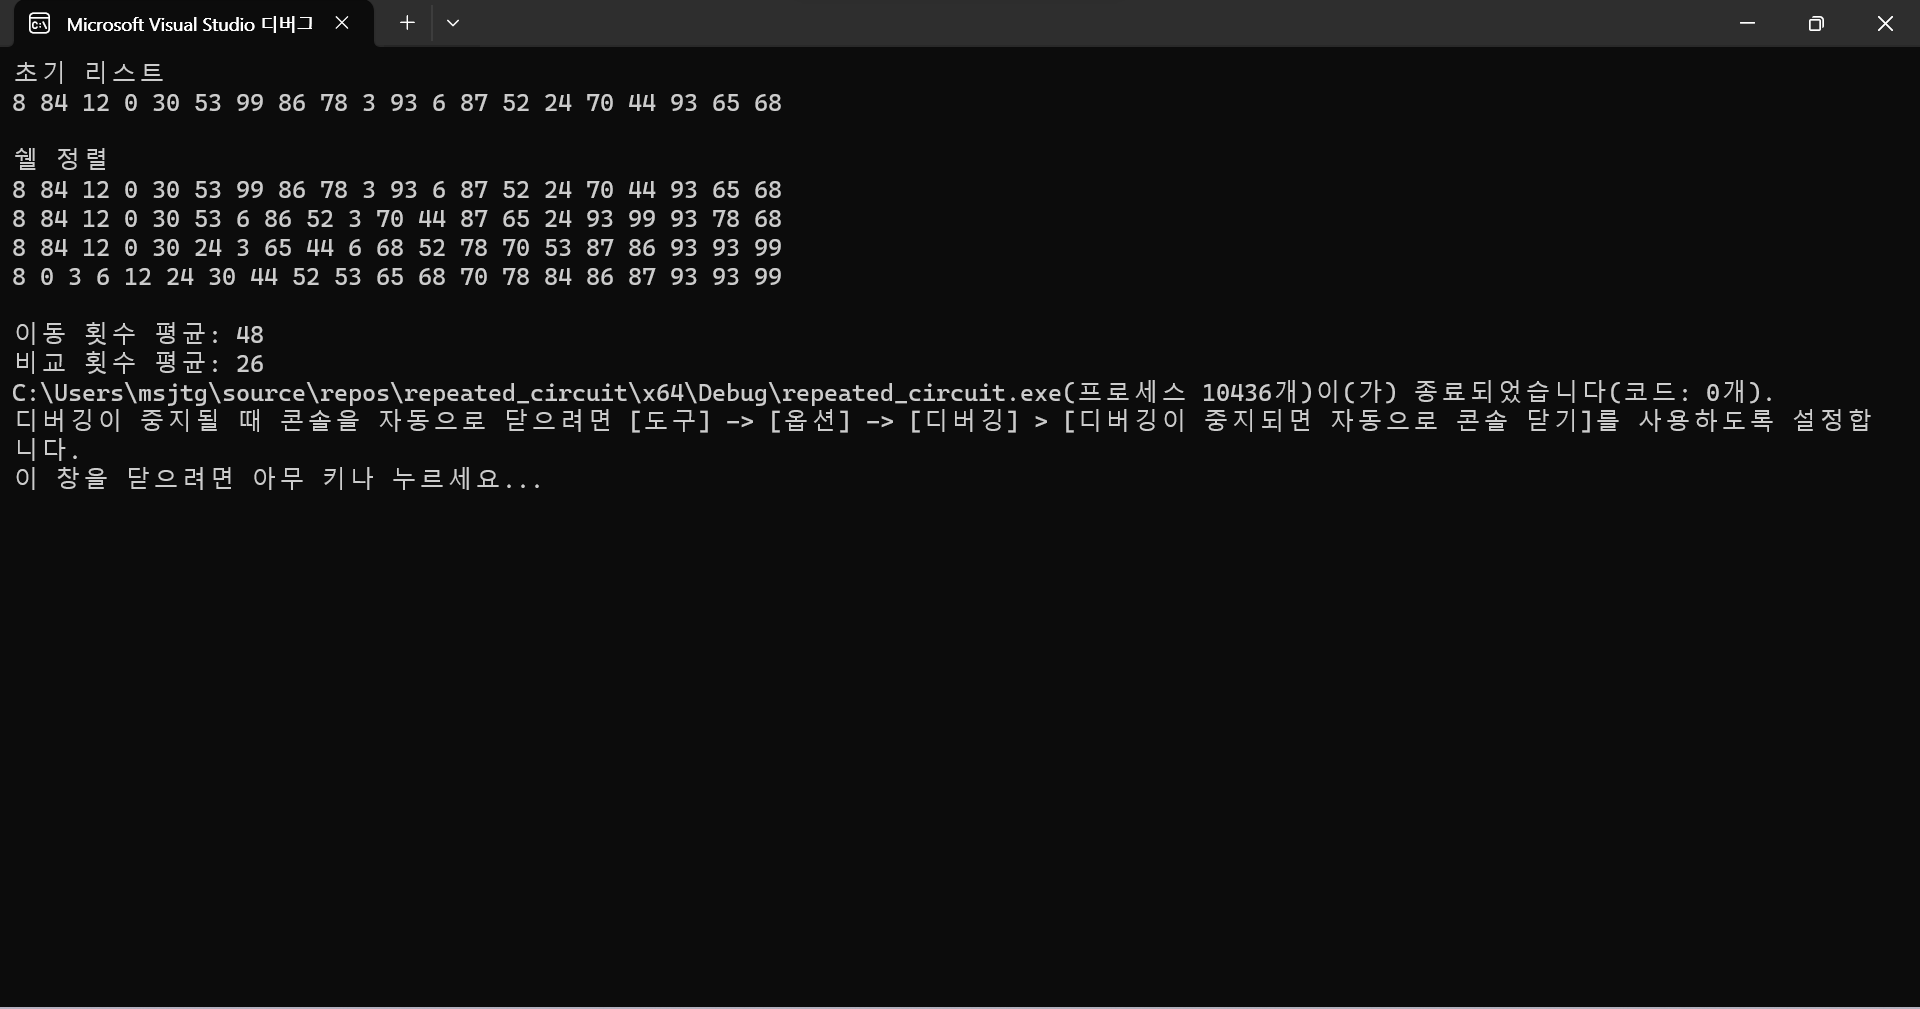 Microsoft Visual Studio 디버그
초기 리스트
8 84 12 0 30 53 99 86 78 3 93 6 87 52 24 70 44 93 65 68
쉘 정렬
8 84 12 0 30 53 99 86 78 3 93 6 87 52 24 70 44 93 65 68
8 84 12 0 30 53 6 86 52 3 70 44 87 65 24 93 99 93 78 68
8 84 12 0 30 24 3 65 44 6 68 52 78 70 53 87 86 93 93 99
8 0 3 6 12 24 30 44 52 53 65 68 70 78 84 86 87 93 93 99
이동 횟수 평균: 48
비교 횟수 평균: 26
C:\Users\msjtg\source\repos\repeated_circuit\x64\Debug\repeated_circuit.exe(프로세스 10436개)이(가) 종료되었습니다(코드: 0개).
디버깅이 중지될 때 콘솔을 자동으로 닫으려면 [도구] -> [옵션] -> [디버깅] > [디버깅이 중지되면 자동으로 콘솔 닫기]를 사용하도록 설정합
니다.
이 창을 닫으려면 아무 키나 누르세요...